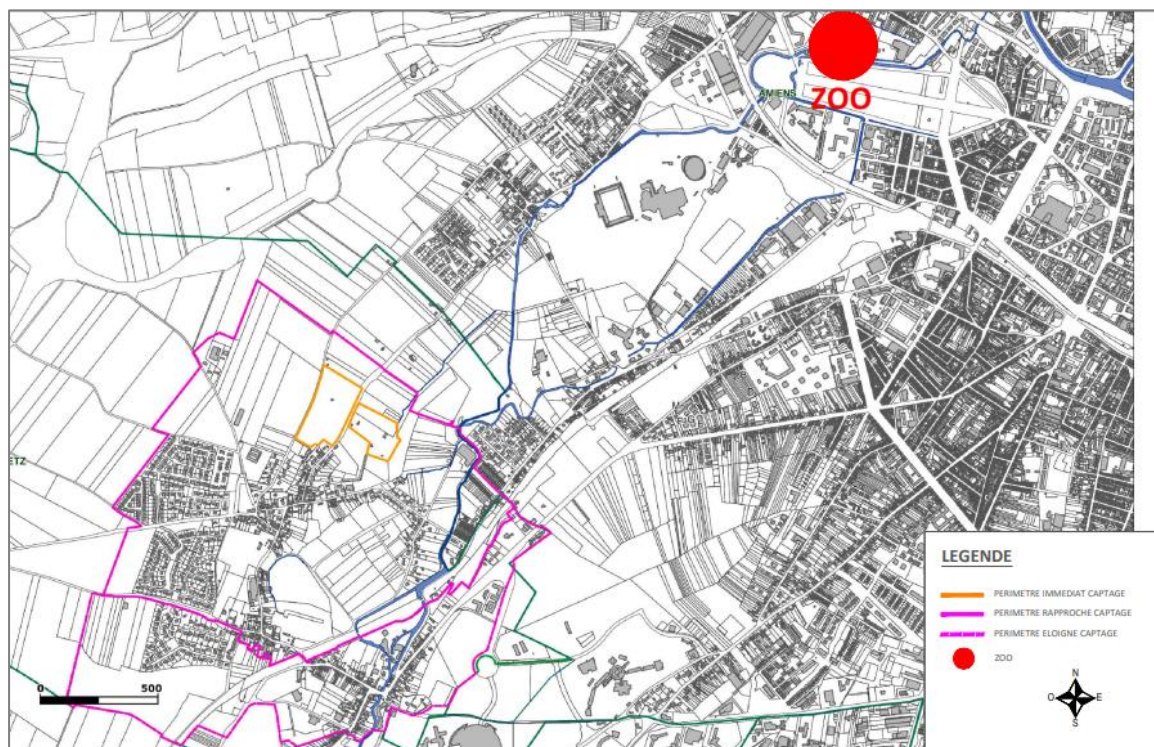 AMIENS
ZOO
ETZ
LEGENDE
PERIMETRE IMMEDIAT CAPTAGE
PERIMETRE RAPPROCHE CAPTAGE
PERIMETRE ELOIGNE CAPTAGE
ZOO
0 500
N
O E
S